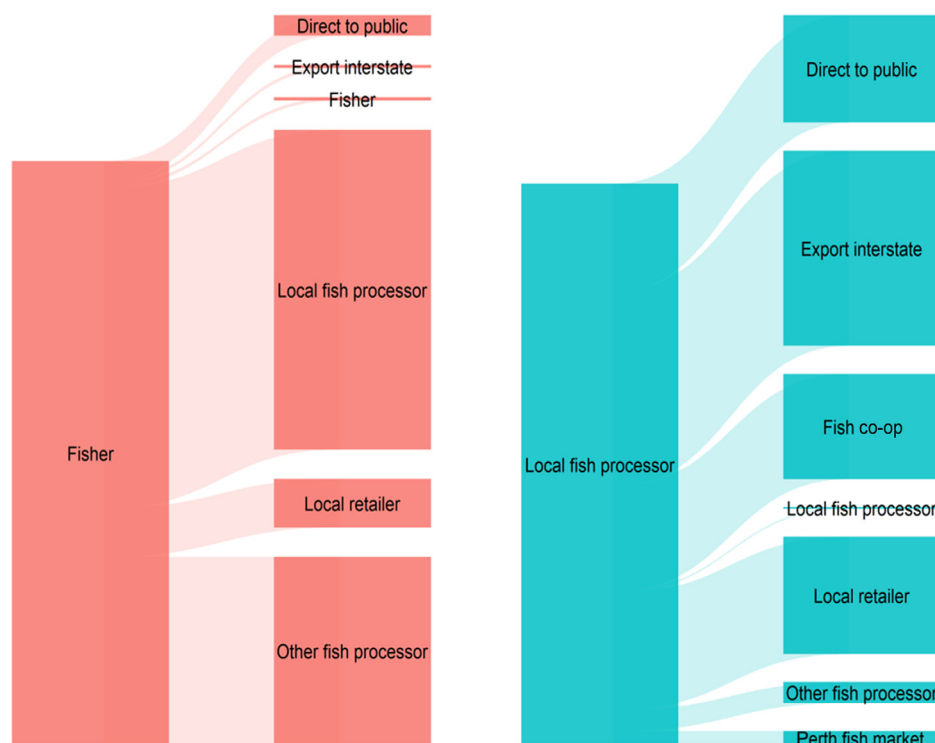 Direct to public
Export interstate
Fisher
Local fish processor
Fisher
Local retailer
Other fish processor
Direct to public
Export interstate
Fish co-op
Local fish processor
Local fish processor
Local retailer
Other fish processor
Perth fish market